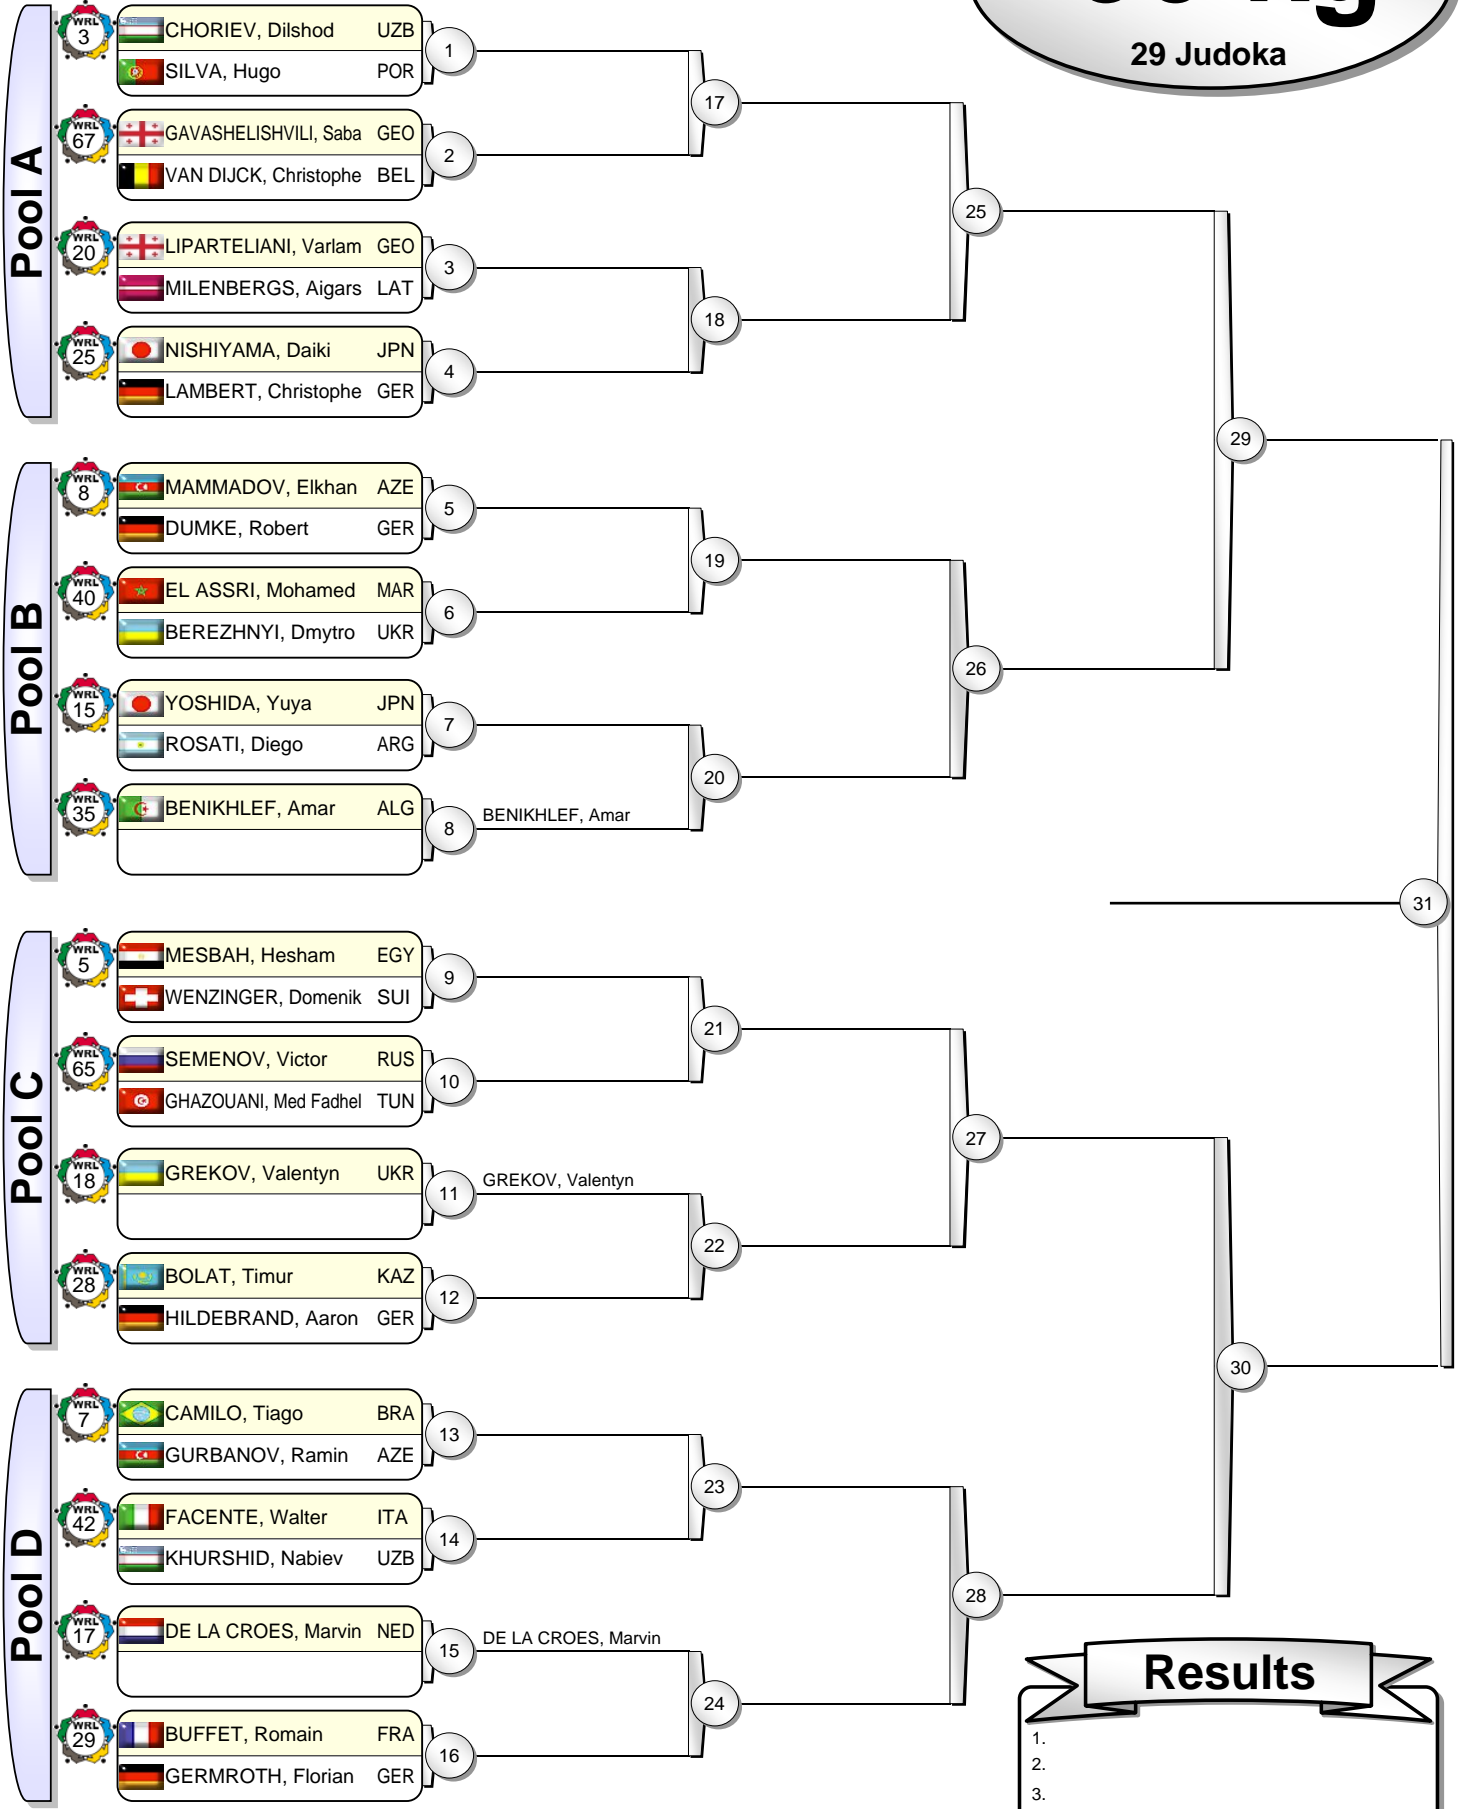 29 Judoka
Pool A
WRL 3
CHORIEV, Dilshod UZB
SILVA, Hugo POR
1
17
WRL 67
GAVASHELISHVILI, Saba GEO
VAN DIJCK, Christophe BEL
2
25
WRL 20
LIPARTELIANI, Varlam GEO
MILENBERGS, Aigars LAT
3
18
WRL 25
NISHIYAMA, Daiki JPN
LAMBERT, Christophe GER
4
29
Pool B
WRL 8
MAMMADOV, Elkhan AZE
DUMKE, Robert GER
5
19
WRL 40
EL ASSRI, Mohamed MAR
BEREZHNYI, Dmytro UKR
6
26
WRL 15
YOSHIDA, Yuya JPN
ROSATI, Diego ARG
7
20
WRL 35
BENIKHLEF, Amar ALG
8
BENIKHLEF, Amar
31
Pool C
WRL 5
MESBAH, Hesham EGY
WENZINGER, Domenik SUI
9
21
WRL 65
SEMENOV, Victor RUS
GHAZOUANI, Med Fadhel TUN
10
27
WRL 18
GREKOV, Valentyn UKR
11
GREKOV, Valentyn
22
WRL 28
BOLAT, Timur KAZ
HILDEBRAND, Aaron GER
12
30
Pool D
WRL 7
CAMILO, Tiago BRA
GURBANOV, Ramin AZE
13
23
WRL 42
FACENTE, Walter ITA
KHURSHID, Nabiev UZB
14
28
WRL 17
DE LA CROES, Marvin NED
15
DE LA CROES, Marvin
24
WRL 29
BUFFET, Romain FRA
GERMROTH, Florian GER
16
Results
1.
2.
3.